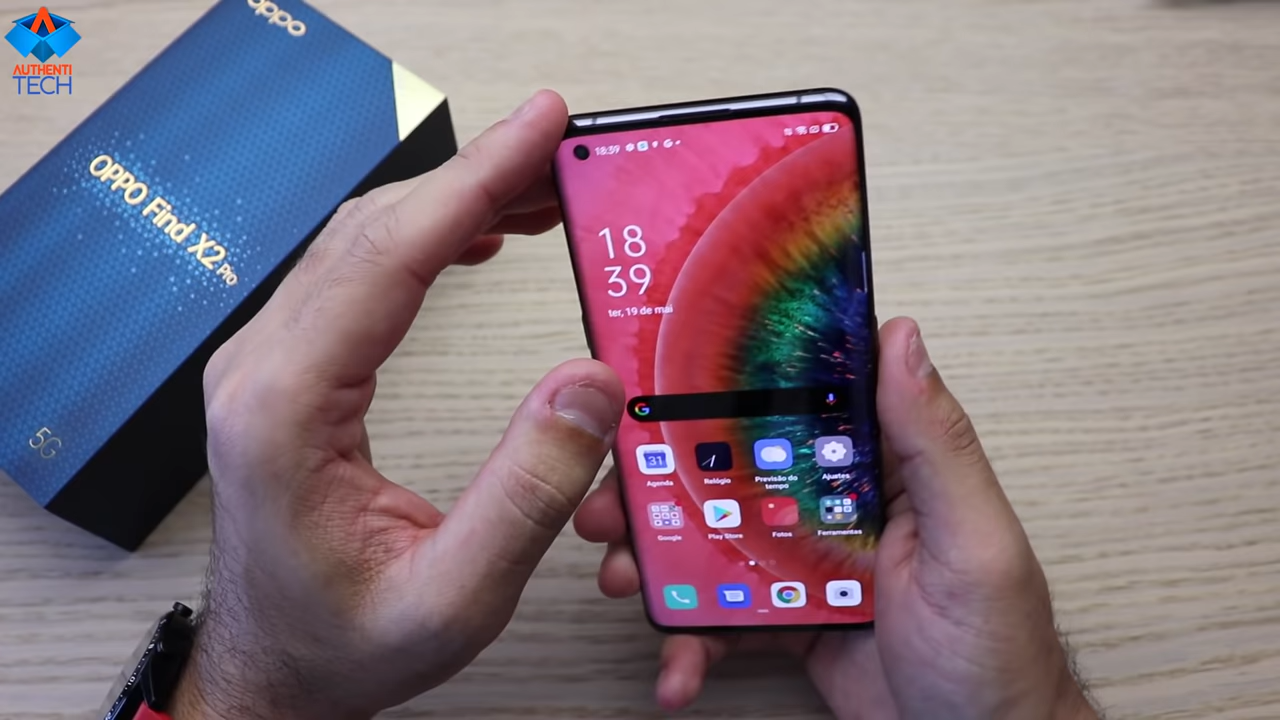 AUTHENTI
TECH
oppo
OPPO Find X2 Pro
5G
18:39
18
39
ter, 19 de mai
31
Agenda
Relógio
Previsão do
tempo
Ajustes
Google
Play Store
Fotos
Ferramentas